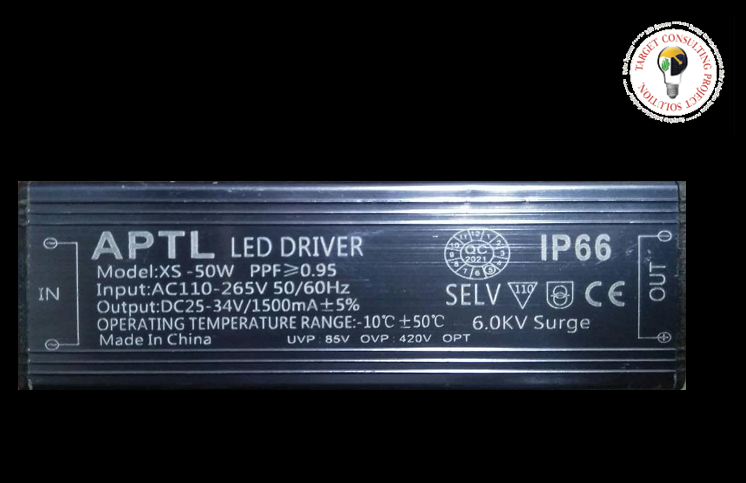 TARGET CONSULTING PROJECT SOLUTION
APTL LED DRIVER
Model:XS -50W PPF≥0.95
Input:AC110-265V 50/60Hz
Output:DC25-34V/1500mA±5%
OPERATING TEMPERATURE RANGE:-10℃ ±50℃ 6.0KV Surge
Made In China UVP : 85V OVP : 420V OPT
IN
QC
2021
IP66
SELV 110 CE
OUT